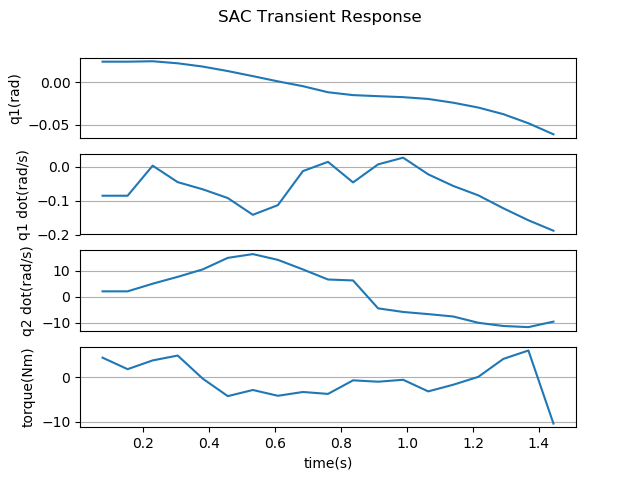 SAC Transient Response
q1(rad)
0.00
−0.05
q1 dot(rad/s)
0.0
−0.1
−0.2
q2 dot(rad/s)
10
0
−10
torque(Nm)
0
−10
0.2 0.4 0.6 0.8 1.0 1.2 1.4
time(s)